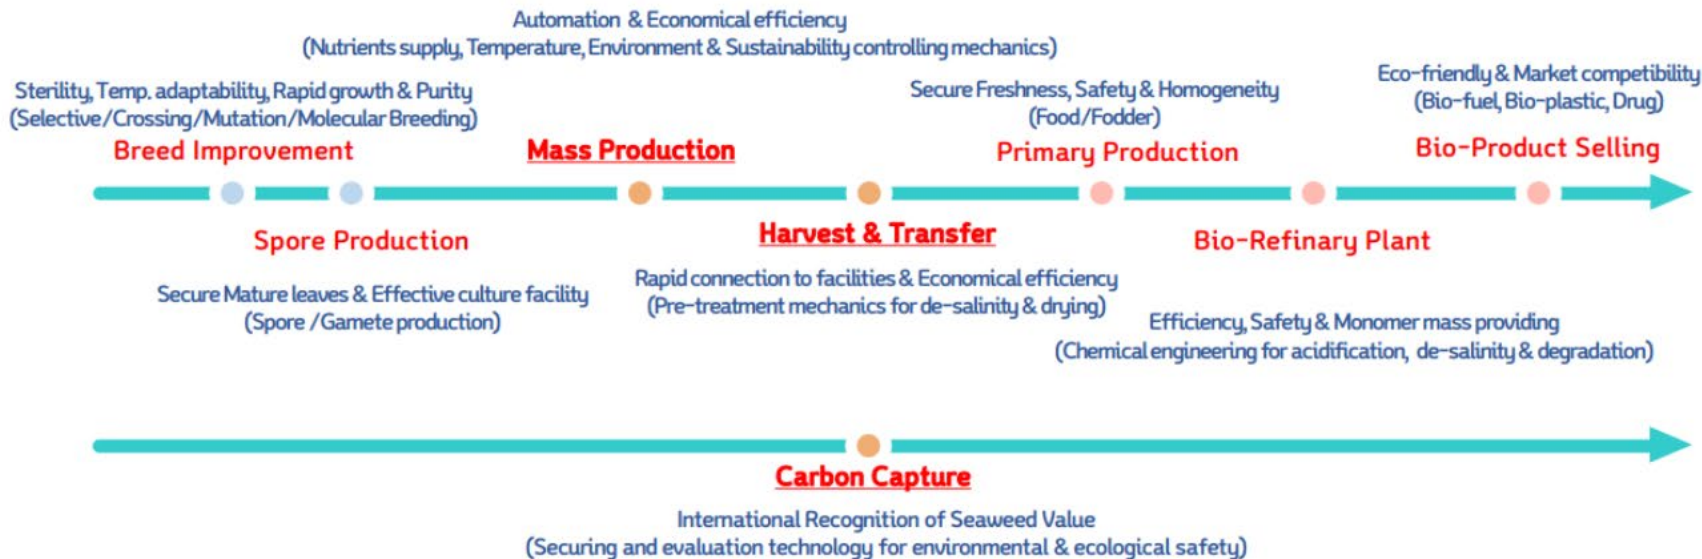 Automation & Economical efficiency
(Nutrients supply, Temperature, Environment & Sustainability controlling mechanics)
Sterility, Temp. adaptability, Rapid growth & Purity
(Selective/Crossing/Mutation/Molecular Breeding)
Breed Improvement
Mass Production
Secure Freshness, Safety & Homogeneity
(Food/Fodder)
Primary Production
Eco-friendly & Market competibility
(Bio-fuel, Bio-plastic, Drug)
Bio-Product Selling
Spore Production
Secure Mature leaves & Effective culture facility
(Spore /Gamete production)
Harvest & Transfer
Rapid connection to facilities & Economical efficiency
(Pre-treatment mechanics for de-salinity & drying)
Bio-Refinary Plant
Efficiency, Safety & Monomer mass providing
(Chemical engineering for acidification, de-salinity & degradation)
Carbon Capture
International Recognition of Seaweed Value
(Securing and evaluation technology for environmental & ecological safety)